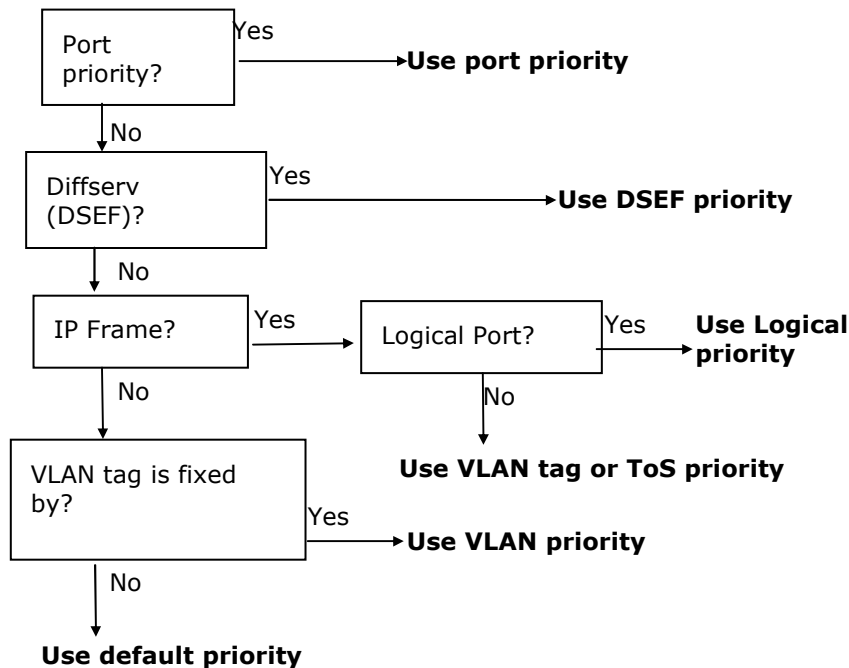 Port
priority?
Yes
Use port priority
No
Diffserv
(DSEF)?
Yes
Use DSEF priority
No
IP Frame?
Yes
Logical Port?
Yes
Use Logical
priority
No
No
Use VLAN tag or ToS priority
VLAN tag is fixed
by?
Yes
Use VLAN priority
No
Use default priority